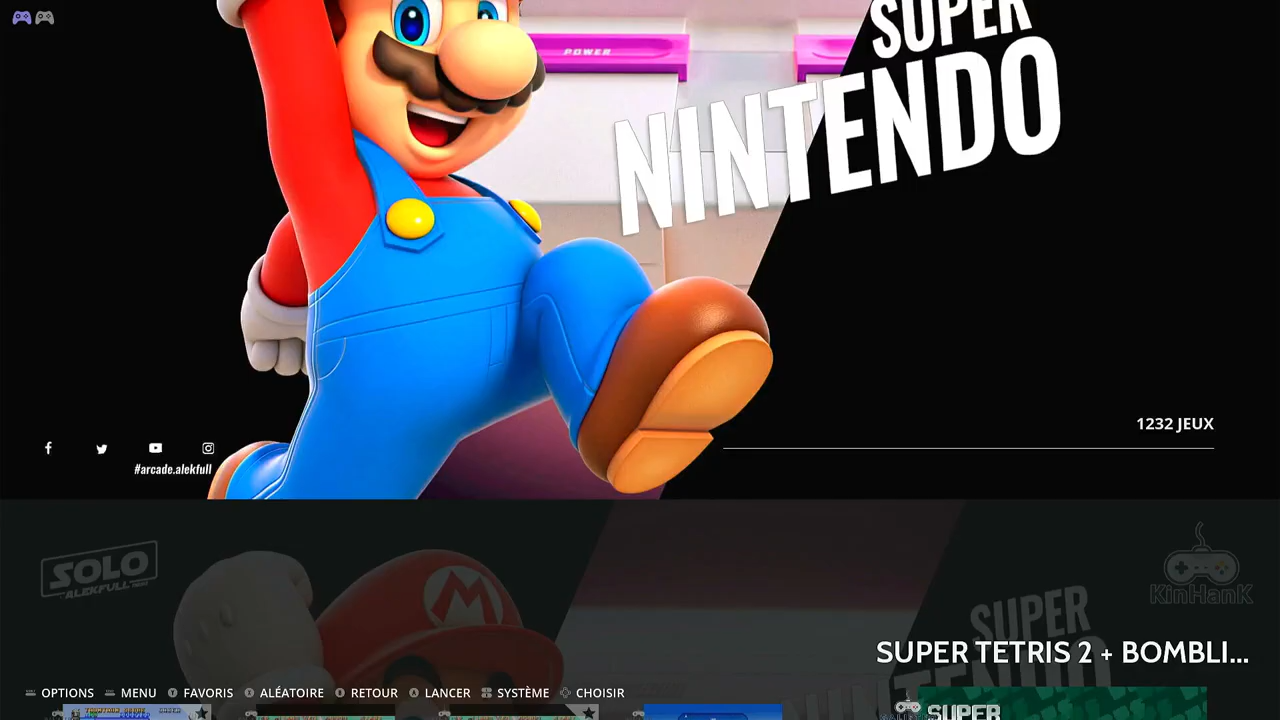 POWER
SUPER
NINTENDO
1232 JEUX
#arcade.alekfull
SOLO
ALEKFULL
KinHanK
SUPER
NINTENDO
SUPER TETRIS 2 + BOMBLI...
OPTIONS MENU FAVORIS ALÉATOIRE RETOUR LANCER SYSTÈME CHOISIR
SUPER